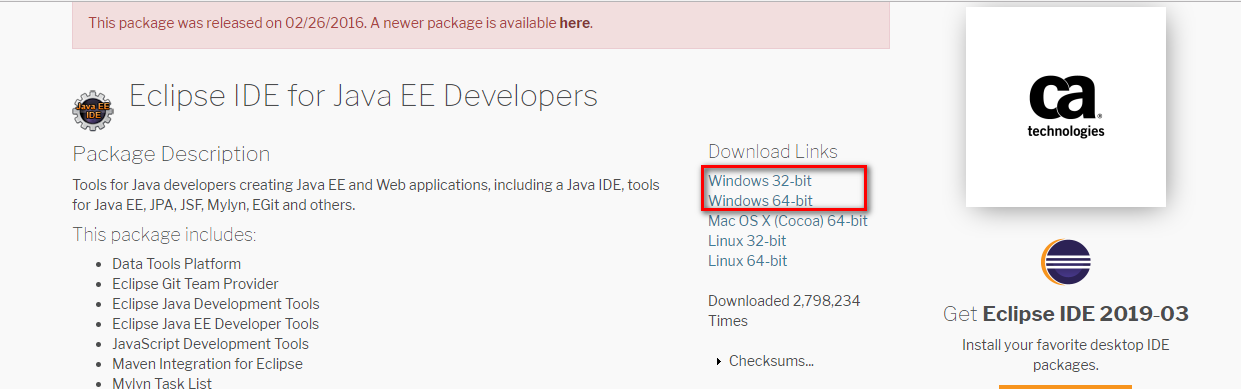 This package was released on 02/26/2016. A newer package is available here.
Java EE
IDE
Eclipse IDE for Java EE Developers
Package Description
Tools for Java developers creating Java EE and Web applications, including a Java IDE, tools
for Java EE, JPA, JSF, Mylyn, EGit and others.
This package includes:
Data Tools Platform
Eclipse Git Team Provider
Eclipse Java Development Tools
Eclipse Java EE Developer Tools
JavaScript Development Tools
Maven Integration for Eclipse
Mylyn Task List
Download Links
Windows 32-bit
Windows 64-bit
Mac OS X (Cocoa) 64-bit
Linux 32-bit
Linux 64-bit
Downloaded 2,798,234
Times
Checksums...
ca
technologies
Get Eclipse IDE 2019-03
Install your favorite desktop IDE
packages.